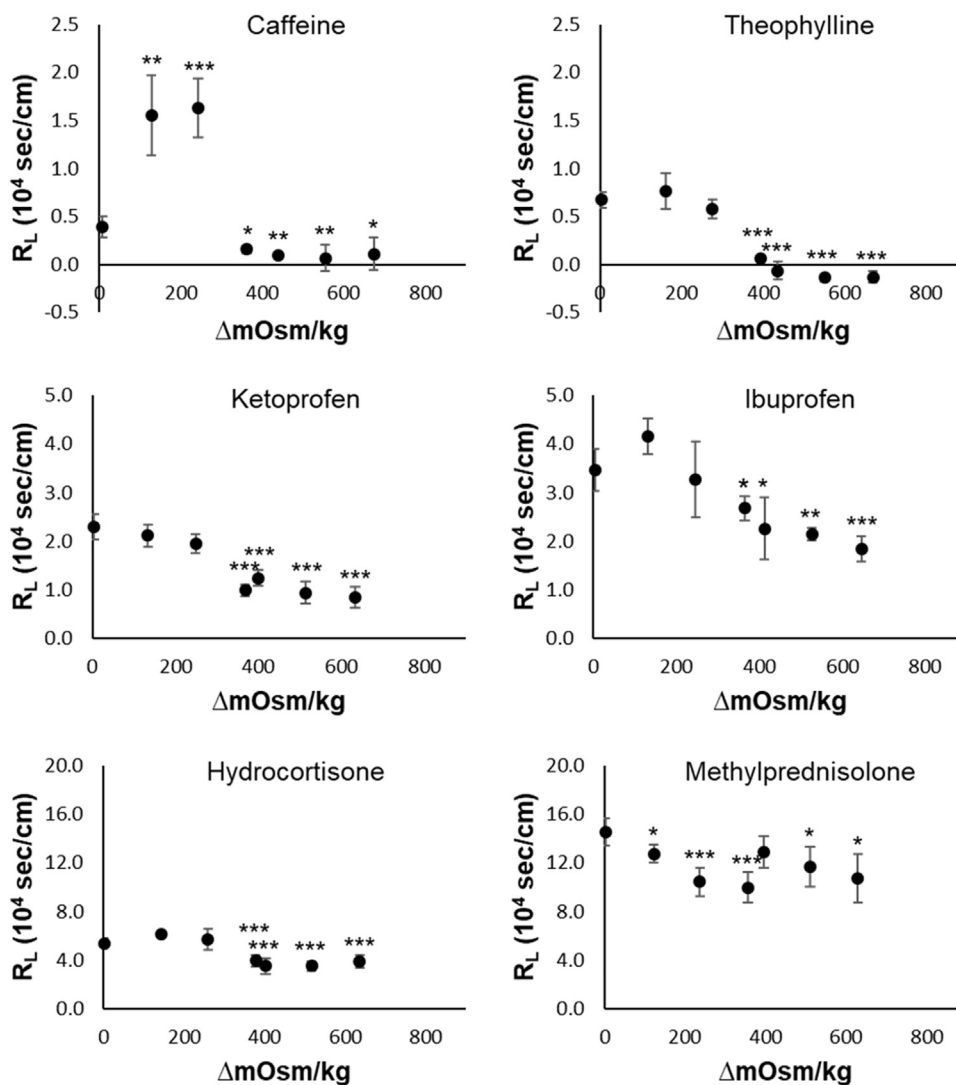 Caffeine
R_L (10⁴ sec/cm)
2.5
2.0
1.5
1.0
0.5
0.0
-0.5
** ***
* ** ** *
0 200 400 600 800
ΔmOsm/kg
Theophylline
R_L (10⁴ sec/cm)
2.5
2.0
1.5
1.0
0.5
0.0
-0.5
*** *** *** ***
0 200 400 600 800
ΔmOsm/kg
Ketoprofen
R_L (10⁴ sec/cm)
5.0
4.0
3.0
2.0
1.0
0.0
*** *** *** ***
0 200 400 600 800
ΔmOsm/kg
Ibuprofen
R_L (10⁴ sec/cm)
5.0
4.0
3.0
2.0
1.0
0.0
* * ** ***
0 200 400 600 800
ΔmOsm/kg
Hydrocortisone
R_L (10⁴ sec/cm)
20.0
16.0
12.0
8.0
4.0
0.0
*** *** *** ***
0 200 400 600 800
ΔmOsm/kg
Methylprednisolone
R_L (10⁴ sec/cm)
20.0
16.0
12.0
8.0
4.0
0.0
* *** *** * *
0 200 400 600 800
ΔmOsm/kg